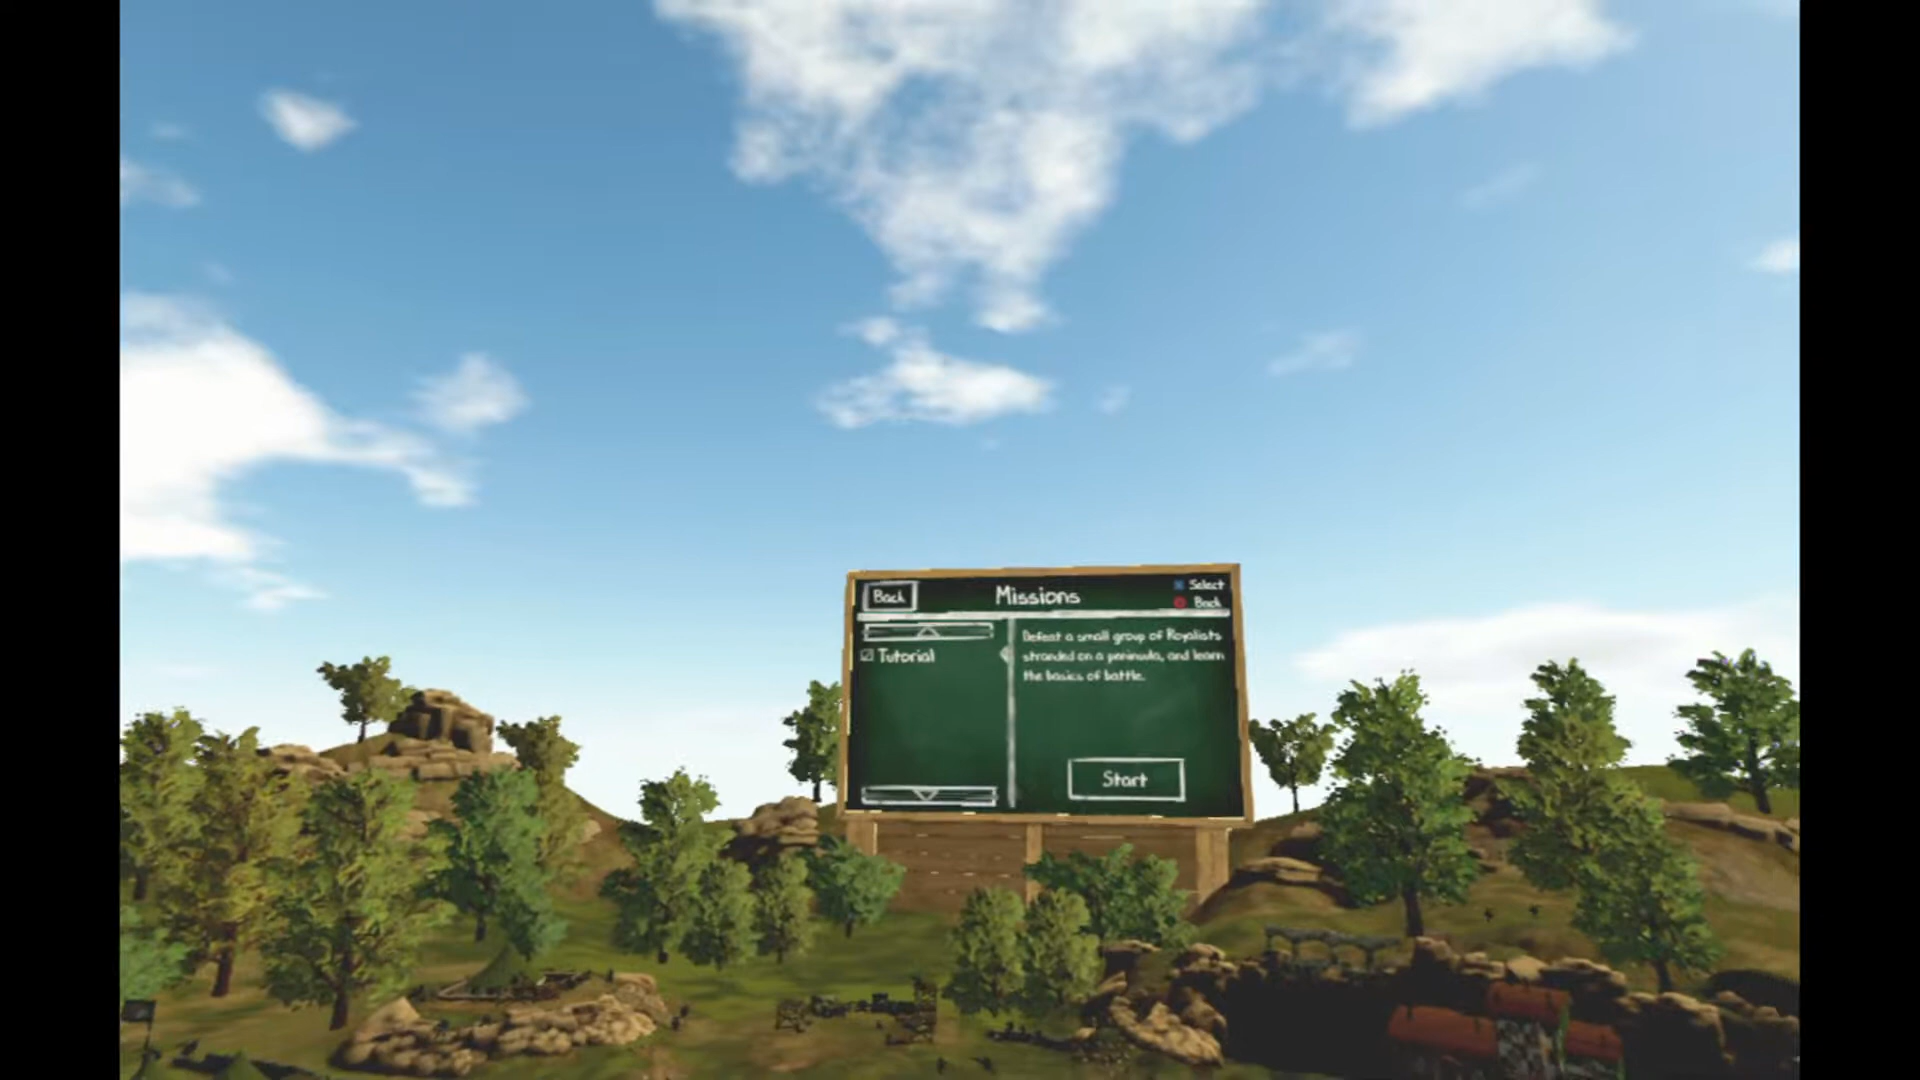 Back
Missions
Select
Back
Tutorial
Defeat a small group of Royalists
stranded on a peninsula, and learn
the basics of battle.
Start